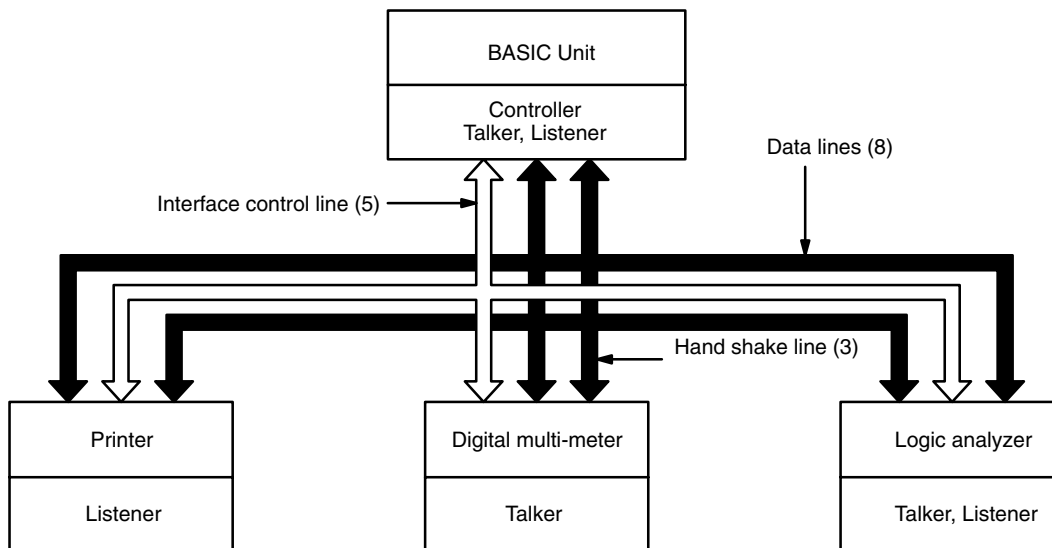 BASIC Unit
Controller
Talker, Listener
Data lines (8)
Interface control line (5)
Hand shake line (3)
Printer
Listener
Digital multi-meter
Talker
Logic analyzer
Talker, Listener